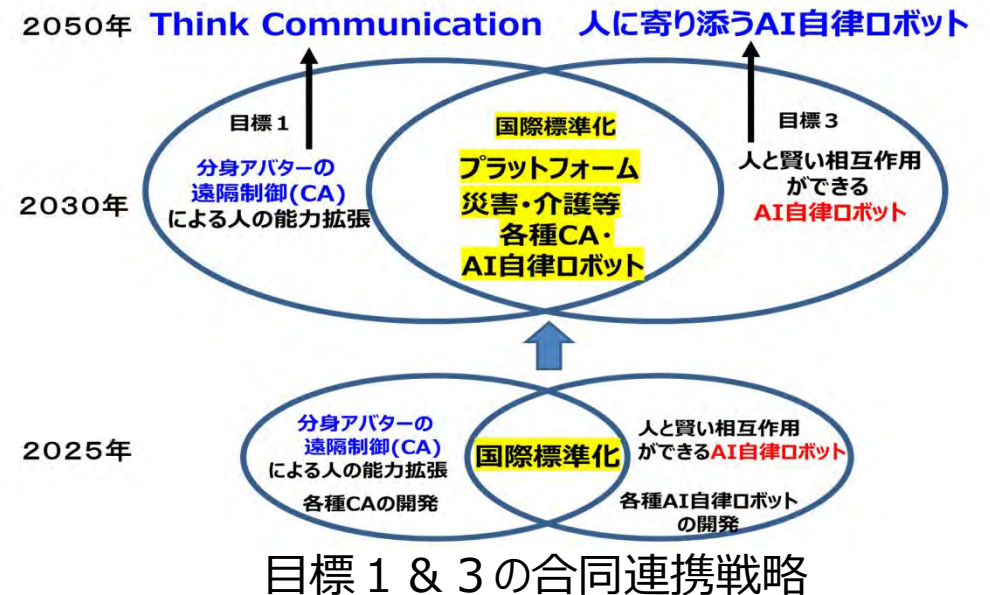 2050年 Think Communication 人に寄り添うAI自律ロボット
目標1
分身アバターの
遠隔制御(CA)
による人の能力拡張
国際標準化
プラットフォーム
災害・介護等
各種CA・
AI自律ロボット
目標3
人と賢い相互作用
ができる
AI自律ロボット
2030年
2025年
分身アバターの
遠隔制御(CA)
による人の能力拡張
各種CAの開発
国際標準化
人と賢い相互作用
ができるAI自律ロボット
各種AI自律ロボット
の開発
目標1&3の合同連携戦略